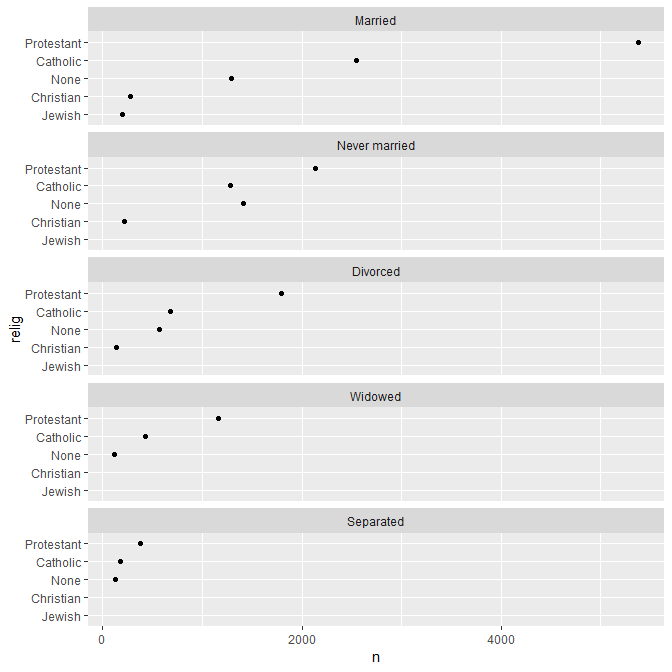 Married
Protestant
Catholic
None
Christian
Jewish
Never married
Protestant
Catholic
None
Christian
Jewish
Divorced
Protestant
Catholic
None
Christian
Jewish
Widowed
Protestant
Catholic
None
Christian
Jewish
Separated
Protestant
Catholic
None
Christian
Jewish
relig
0 2000 4000
n